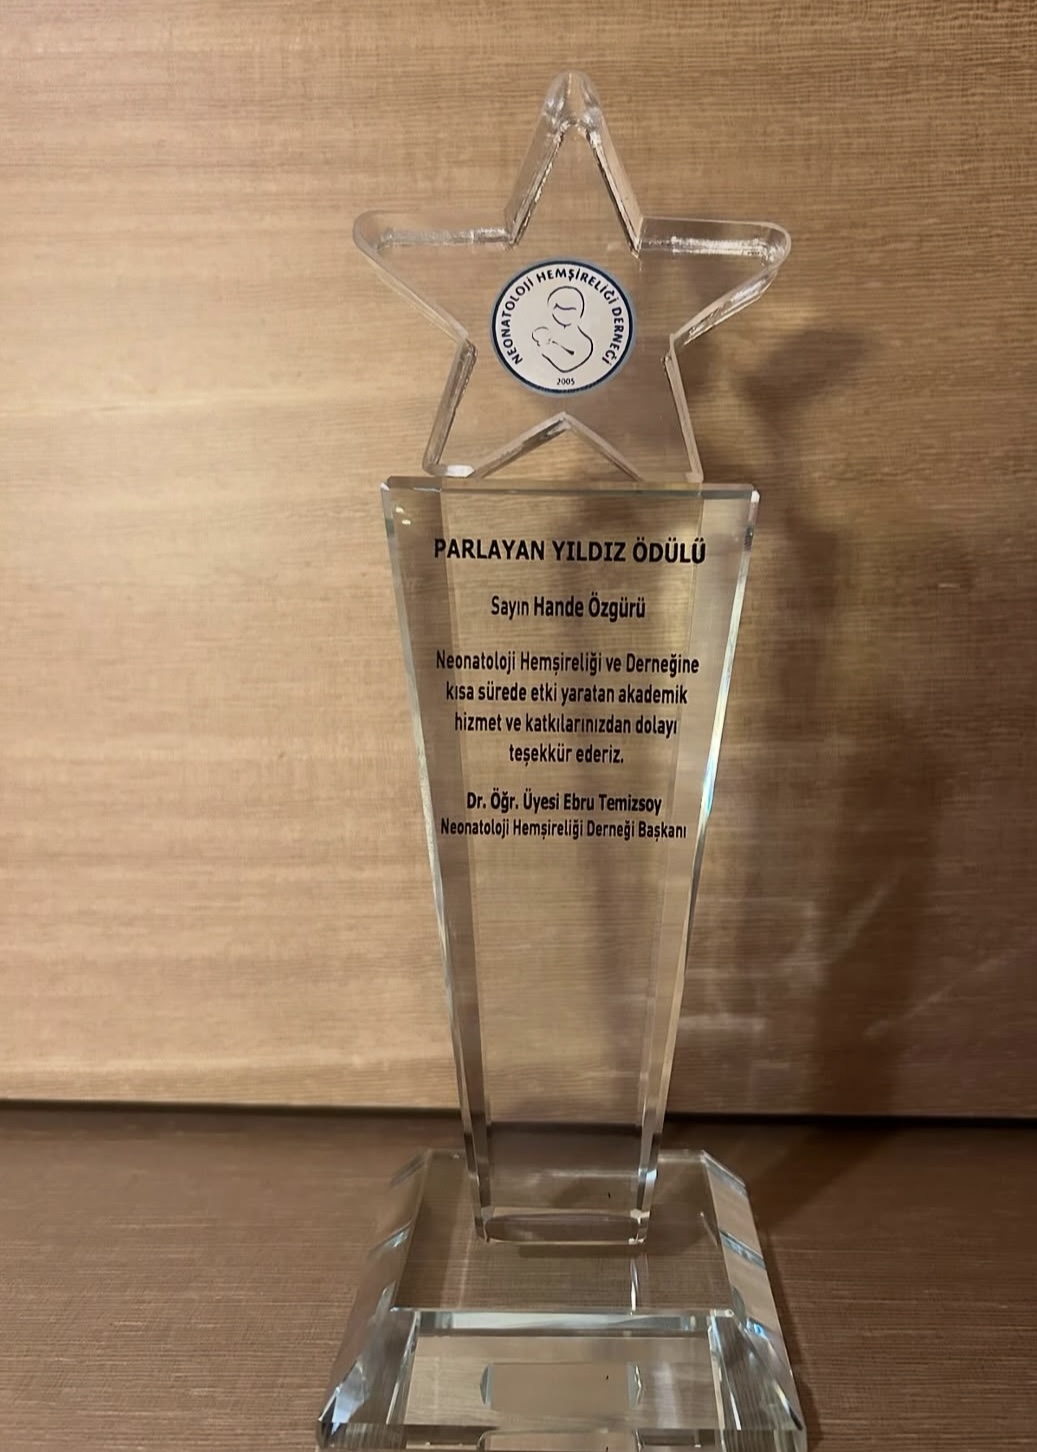 NEONATOLOJİ HEMŞİRELİĞİ DERNEĞİ
2005
PARLAYAN YILDIZ ÖDÜLÜ
Sayın Hande Özgürü
Neonatoloji Hemşireliği ve Derneğine
kısa sürede etki yaratan akademik
hizmet ve katkılarınızdan dolayı
teşekkür ederiz.
Dr. Öğr. Üyesi Ebru Temizsoy
Neonatoloji Hemşireliği Derneği Başkanı